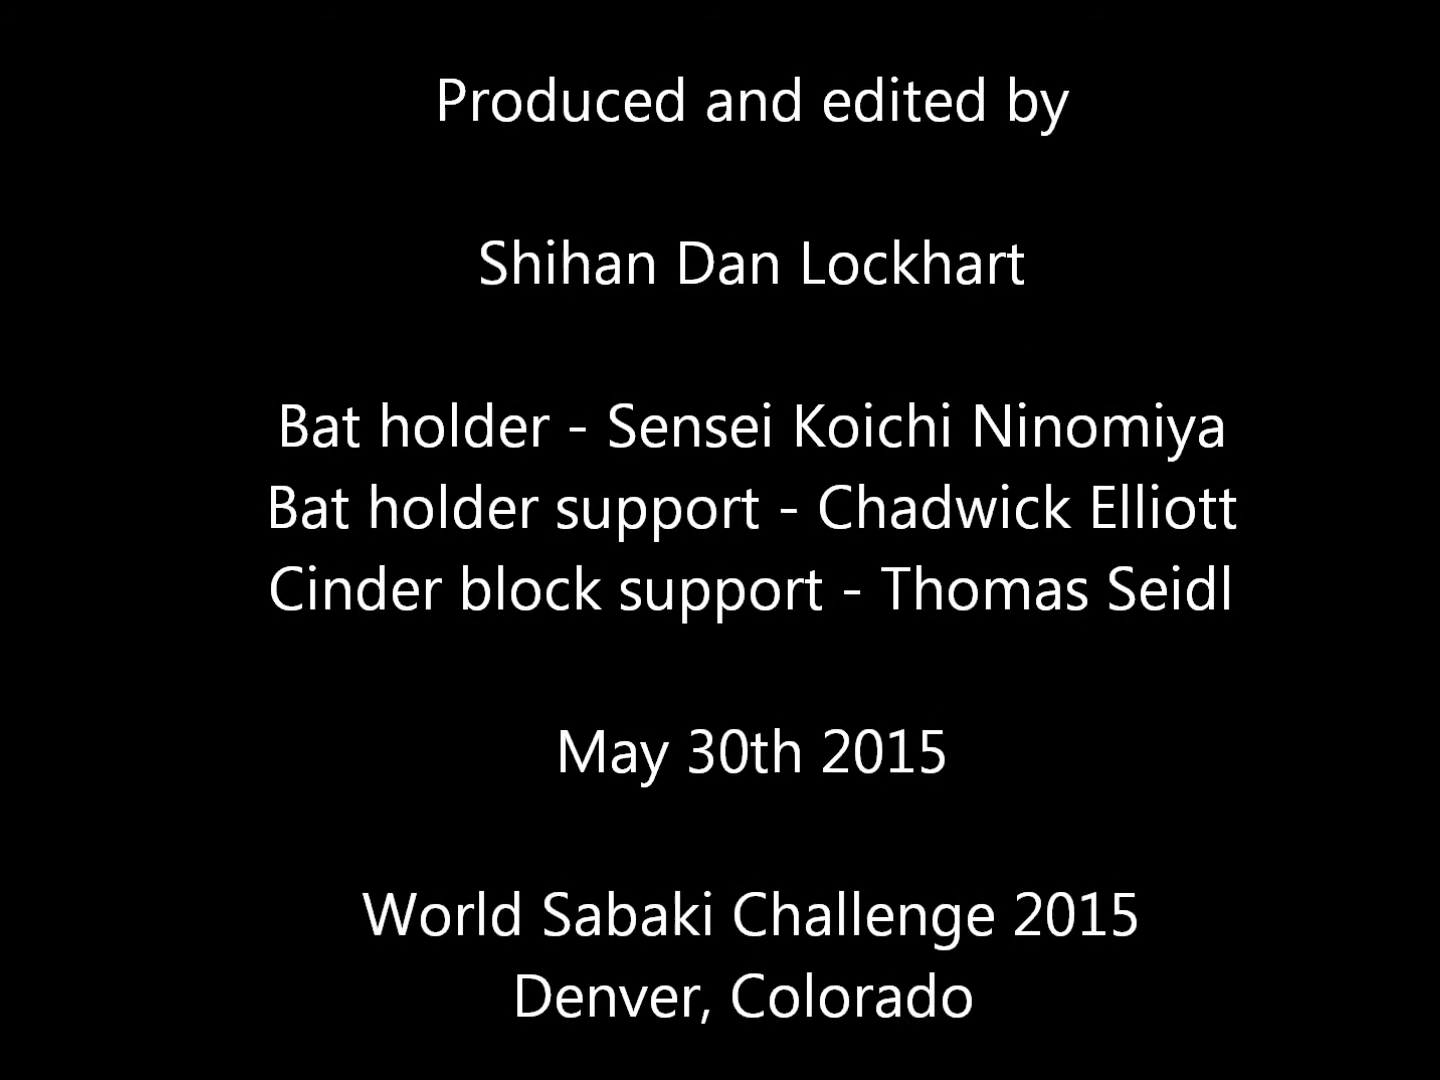 Produced and edited by
Shihan Dan Lockhart
Bat holder - Sensei Koichi Ninomiya
Bat holder support - Chadwick Elliott
Cinder block support - Thomas Seidl
May 30th 2015
World Sabaki Challenge 2015
Denver, Colorado